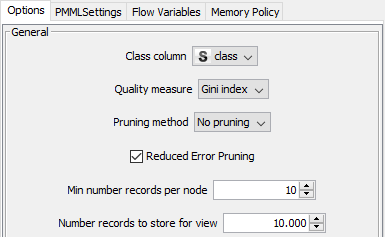 Options PMMLSettings Flow Variables Memory Policy
General
Class column S class
Quality measure Gini index
Pruning method No pruning
Reduced Error Pruning
Min number records per node 10
Number records to store for view 10.000